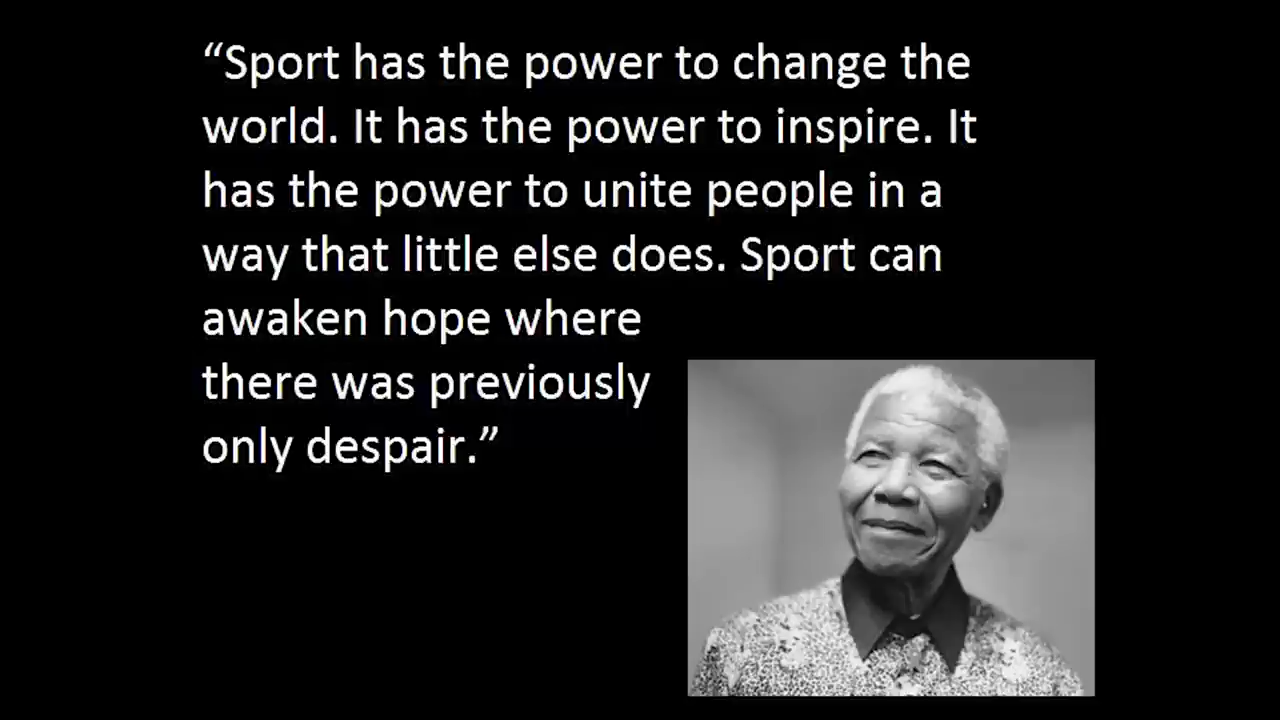 “Sport has the power to change the
world. It has the power to inspire. It
has the power to unite people in a
way that little else does. Sport can
awaken hope where
there was previously
only despair.”